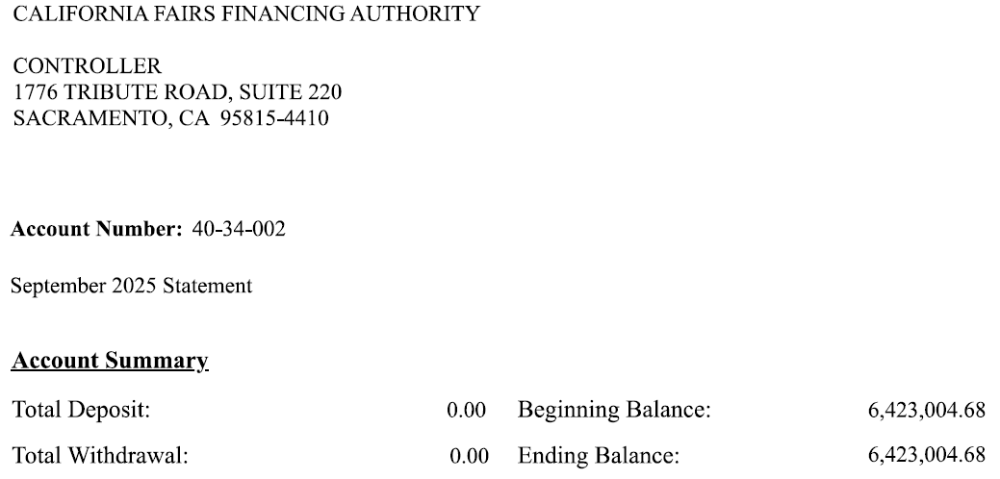 CALIFORNIA FAIRS FINANCING AUTHORITY
CONTROLLER
1776 TRIBUTE ROAD, SUITE 220
SACRAMENTO, CA 95815-4410
Account Number: 40-34-002
September 2025 Statement
Account Summary
Total Deposit: 0.00 Beginning Balance: 6,423,004.68
Total Withdrawal: 0.00 Ending Balance: 6,423,004.68